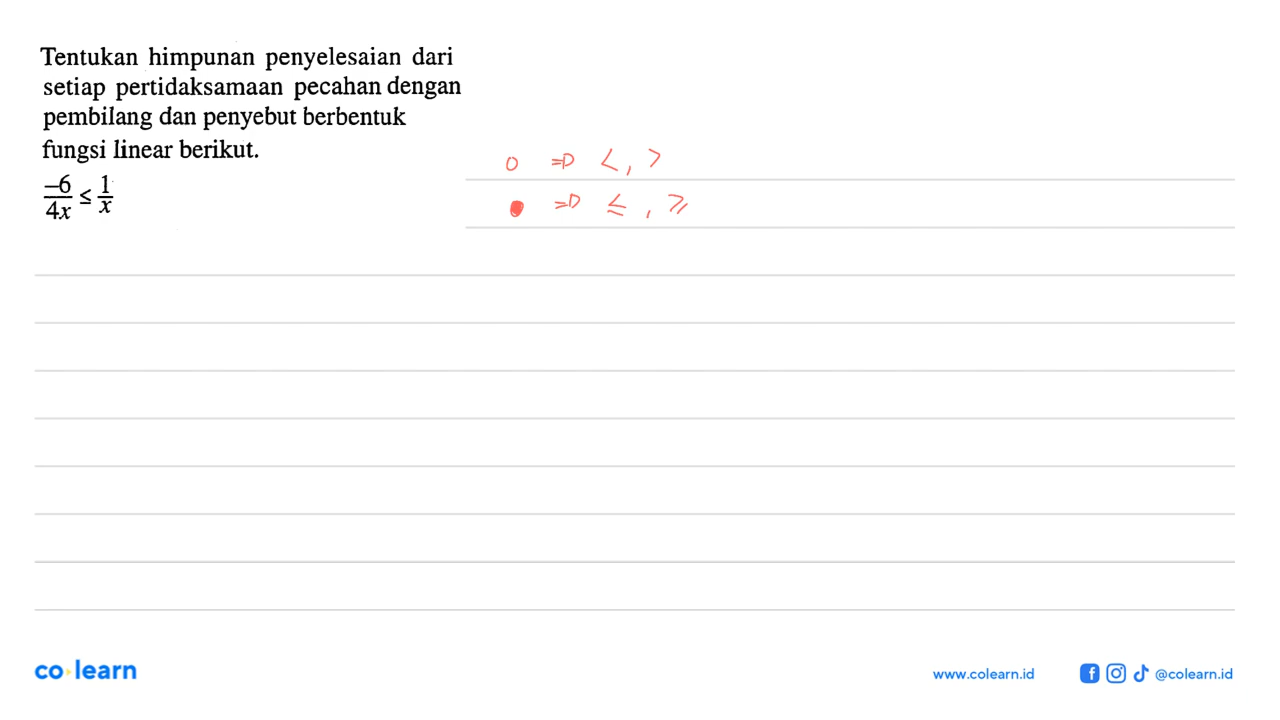 Tentukan himpunan penyelesaian dari
setiap pertidaksamaan pecahan dengan
pembilang dan penyebut berbentuk
fungsi linear berikut.
-6/4x ≤ 1/x
○ ⇒ <, >
● ⇒ ≤, ≥
co learn
www.colearn.id
@colearn.id